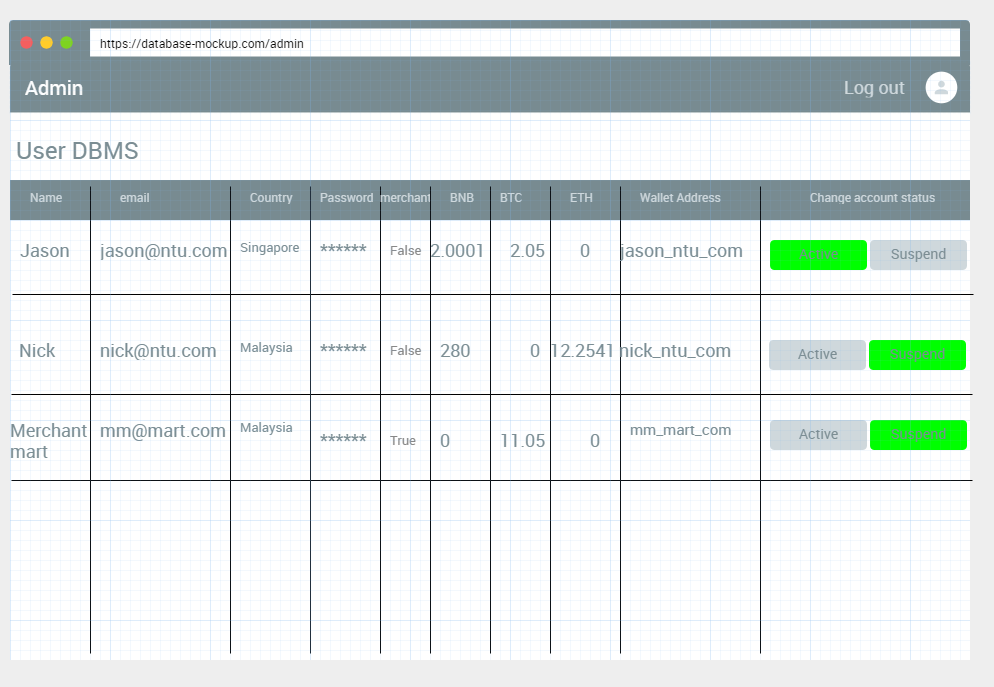 https://database-mockup.com/admin
Admin Log out
User DBMS
Name email Country Password merchant BNB BTC ETH Wallet Address Change account status
Jason jason@ntu.com Singapore ****** False 2.0001 2.05 0 jason_ntu_com Active Suspend
Nick nick@ntu.com Malaysia ****** False 280 0 12.2541 nick_ntu_com Active Suspend
Merchant mm@mart.com Malaysia ****** True 0 11.05 0 mm_mart_com Active Suspend
mart